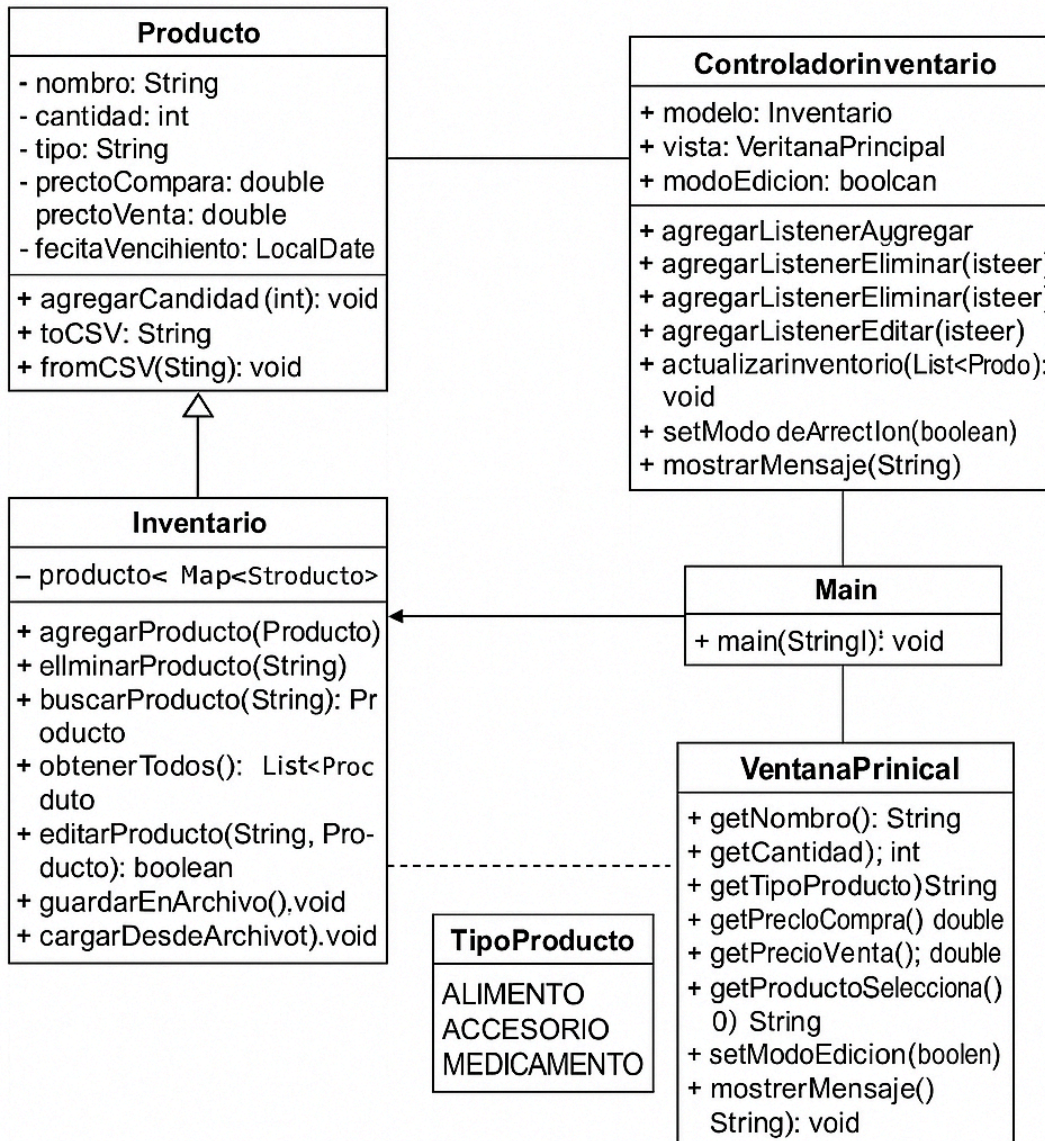 Producto
- nombro: String
- cantidad: int
- tipo: String
- prectoCompara: double
prectoVenta: double
- fecitaVencihiento: LocalDate
+ agregarCandidad (int): void
+ toCSV: String
+ fromCSV(Sting): void
Controladorinventario
+ modelo: Inventario
+ vista: VeritanaPrincipal
+ modoEdicion: boolcan
+ agregarListenerAygregar
+ agregarListenerEliminar(isteer)
+ agregarListenerEliminar(isteer)
+ agregarListenerEditar(isteer)
+ actualizarinventorio(List<Prodo):
void
+ setModo deArrectIon(boolean)
+ mostrarMensaje(String)
Inventario
– producto< Map<Stroducto>
+ agregarProducto(Producto)
+ ellminarProducto(String)
+ buscarProducto(String): Pr
oducto
+ obtenerTodos(): List<Proc
duto
+ editarProducto(String, Pro-
ducto): boolean
+ guardarEnArchivo(),void
+ cargarDesdeArchivot).void
Main
+ main(StringI): void
TipoProducto
ALIMENTO
ACCESORIO
MEDICAMENTO
VentanaPrinical
+ getNombro(): String
+ getCantidad); int
+ getTipoProducto)String
+ getPrecIoCompra() double
+ getPrecioVenta(); double
+ getProductoSelecciona()
0) String
+ setModoEdicion(boolen)
+ mostrerMensaje()
String): void